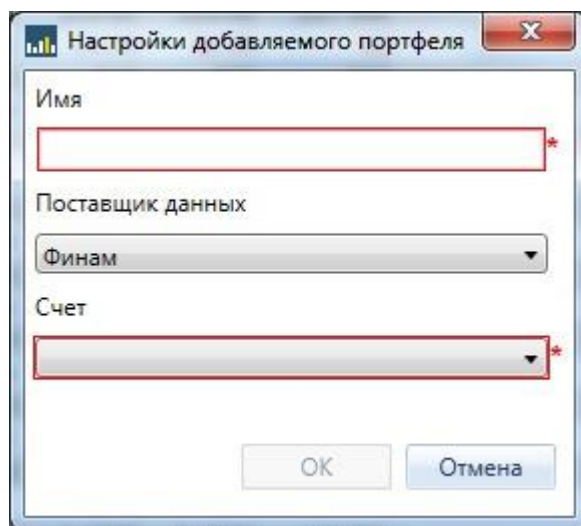 Настройки добавляемого портфеля
Имя
*
Поставщик данных
Финам
Счет
*
OK
Отмена